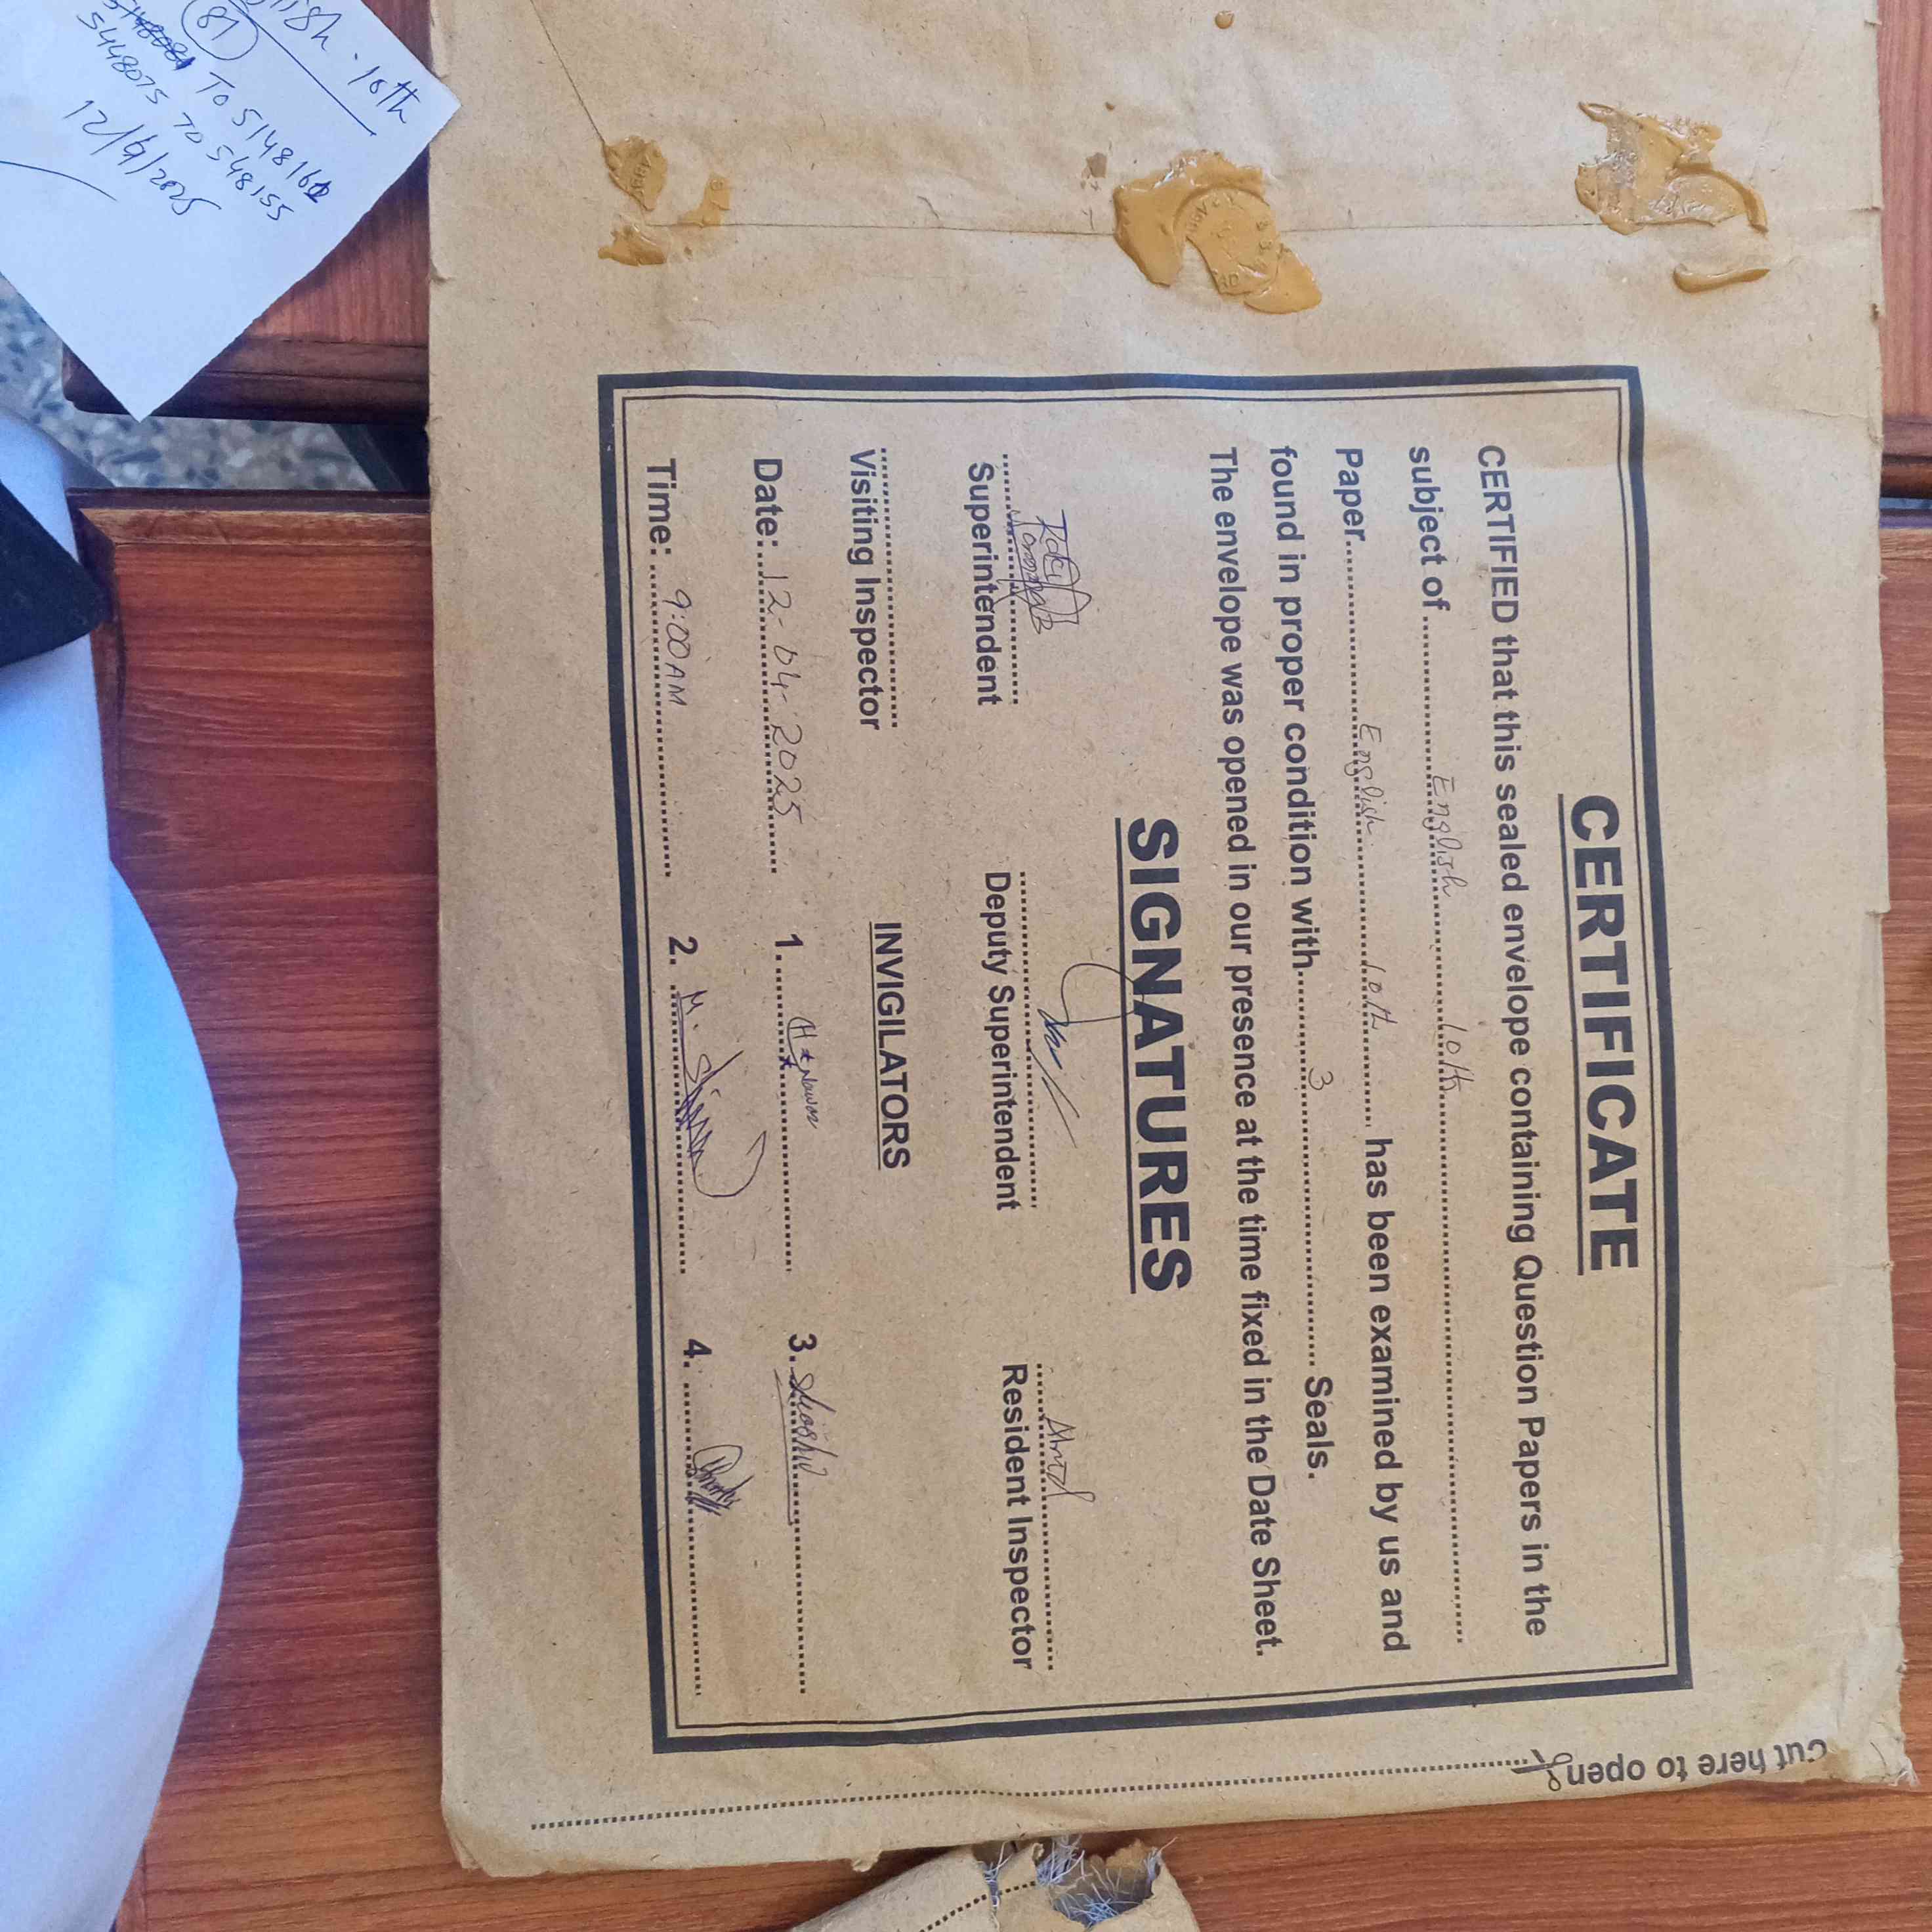 CERTIFICATE
CERTIFIED that this sealed envelope containing Question Papers in the
subject of English 10th
Paper English 10th has been examined by us and
found in proper condition with 3 Seals.
The envelope was opened in our presence at the time fixed in the Date Sheet.
SIGNATURES
Superintendent
Deputy Superintendent
Resident Inspector
Visiting Inspector
INVIGILATORS
Date: 12-04-2025
1.
3.
Time: 9:00 AM
2. M.
4.
Cut here to open
10th
87
TO
5448075 TO 548155
12/4/2025